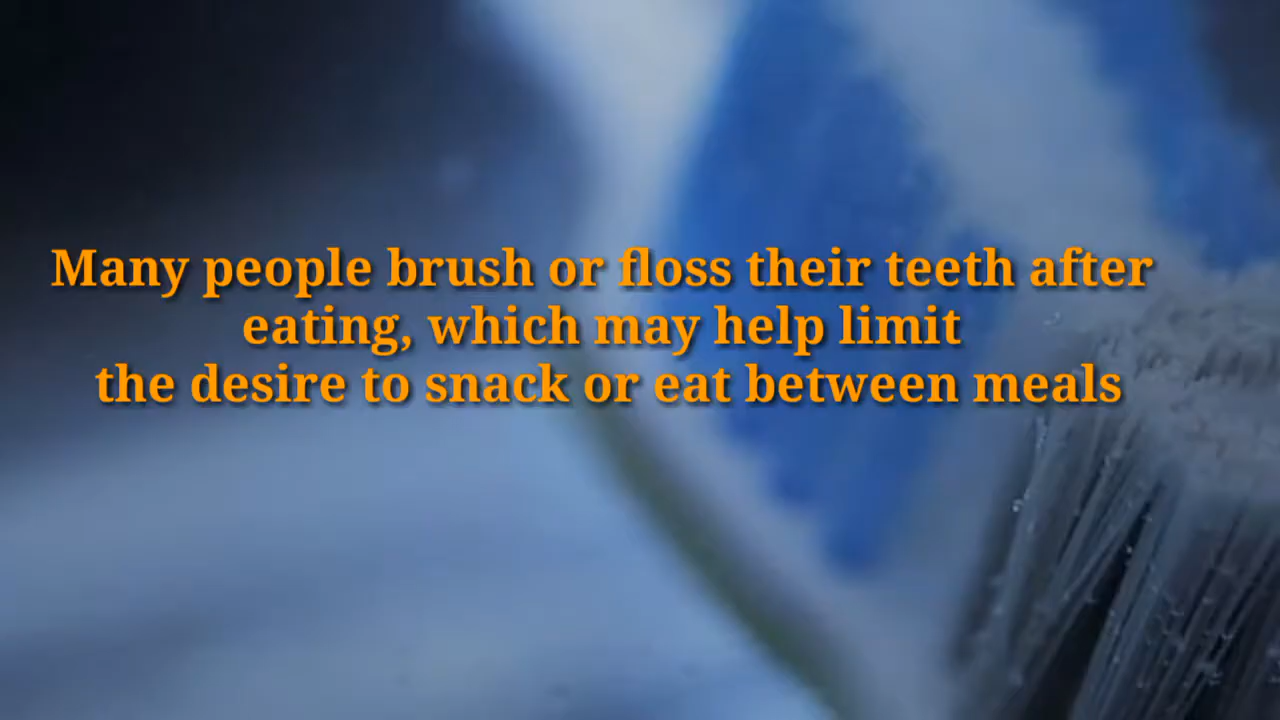 Many people brush or floss their teeth after
eating, which may help limit
the desire to snack or eat between meals